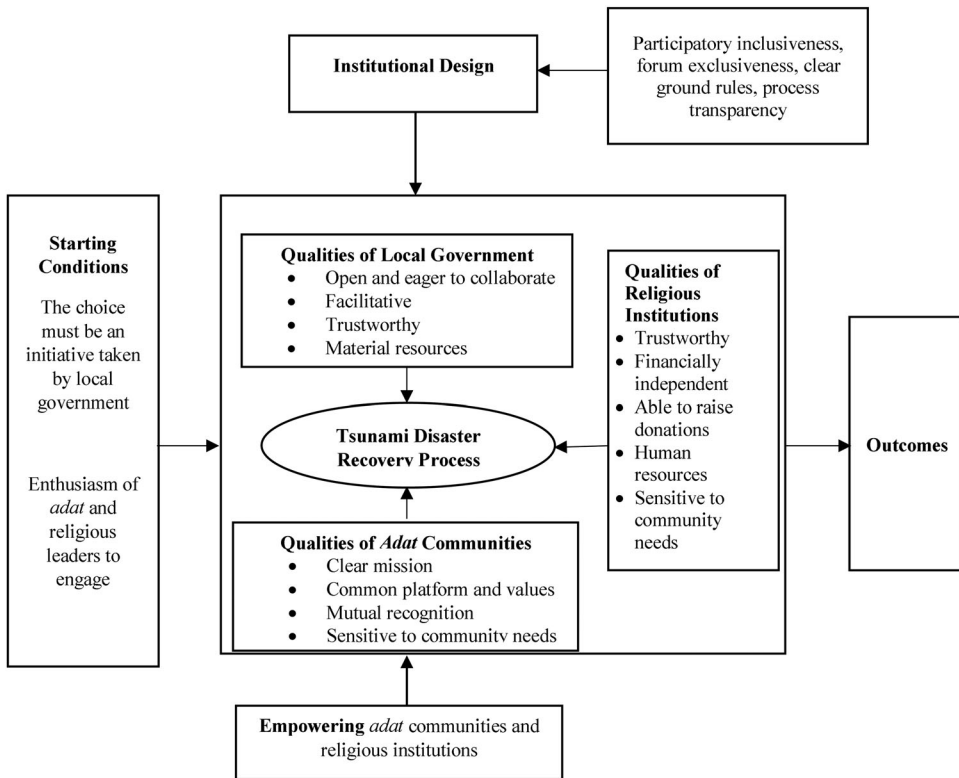 Institutional Design
Participatory inclusiveness,
forum exclusiveness, clear
ground rules, process
transparency
Starting
Conditions
The choice
must be an
initiative taken
by local
government
Enthusiasm of
adat and
religious
leaders to
engage
Qualities of Local Government
• Open and eager to collaborate
• Facilitative
• Trustworthy
• Material resources
Tsunami Disaster
Recovery Process
Qualities of Adat Communities
• Clear mission
• Common platform and values
• Mutual recognition
• Sensitive to community needs
Qualities of
Religious
Institutions
• Trustworthy
• Financially
independent
• Able to raise
donations
• Human
resources
• Sensitive to
community
needs
Outcomes
Empowering adat communities and
religious institutions